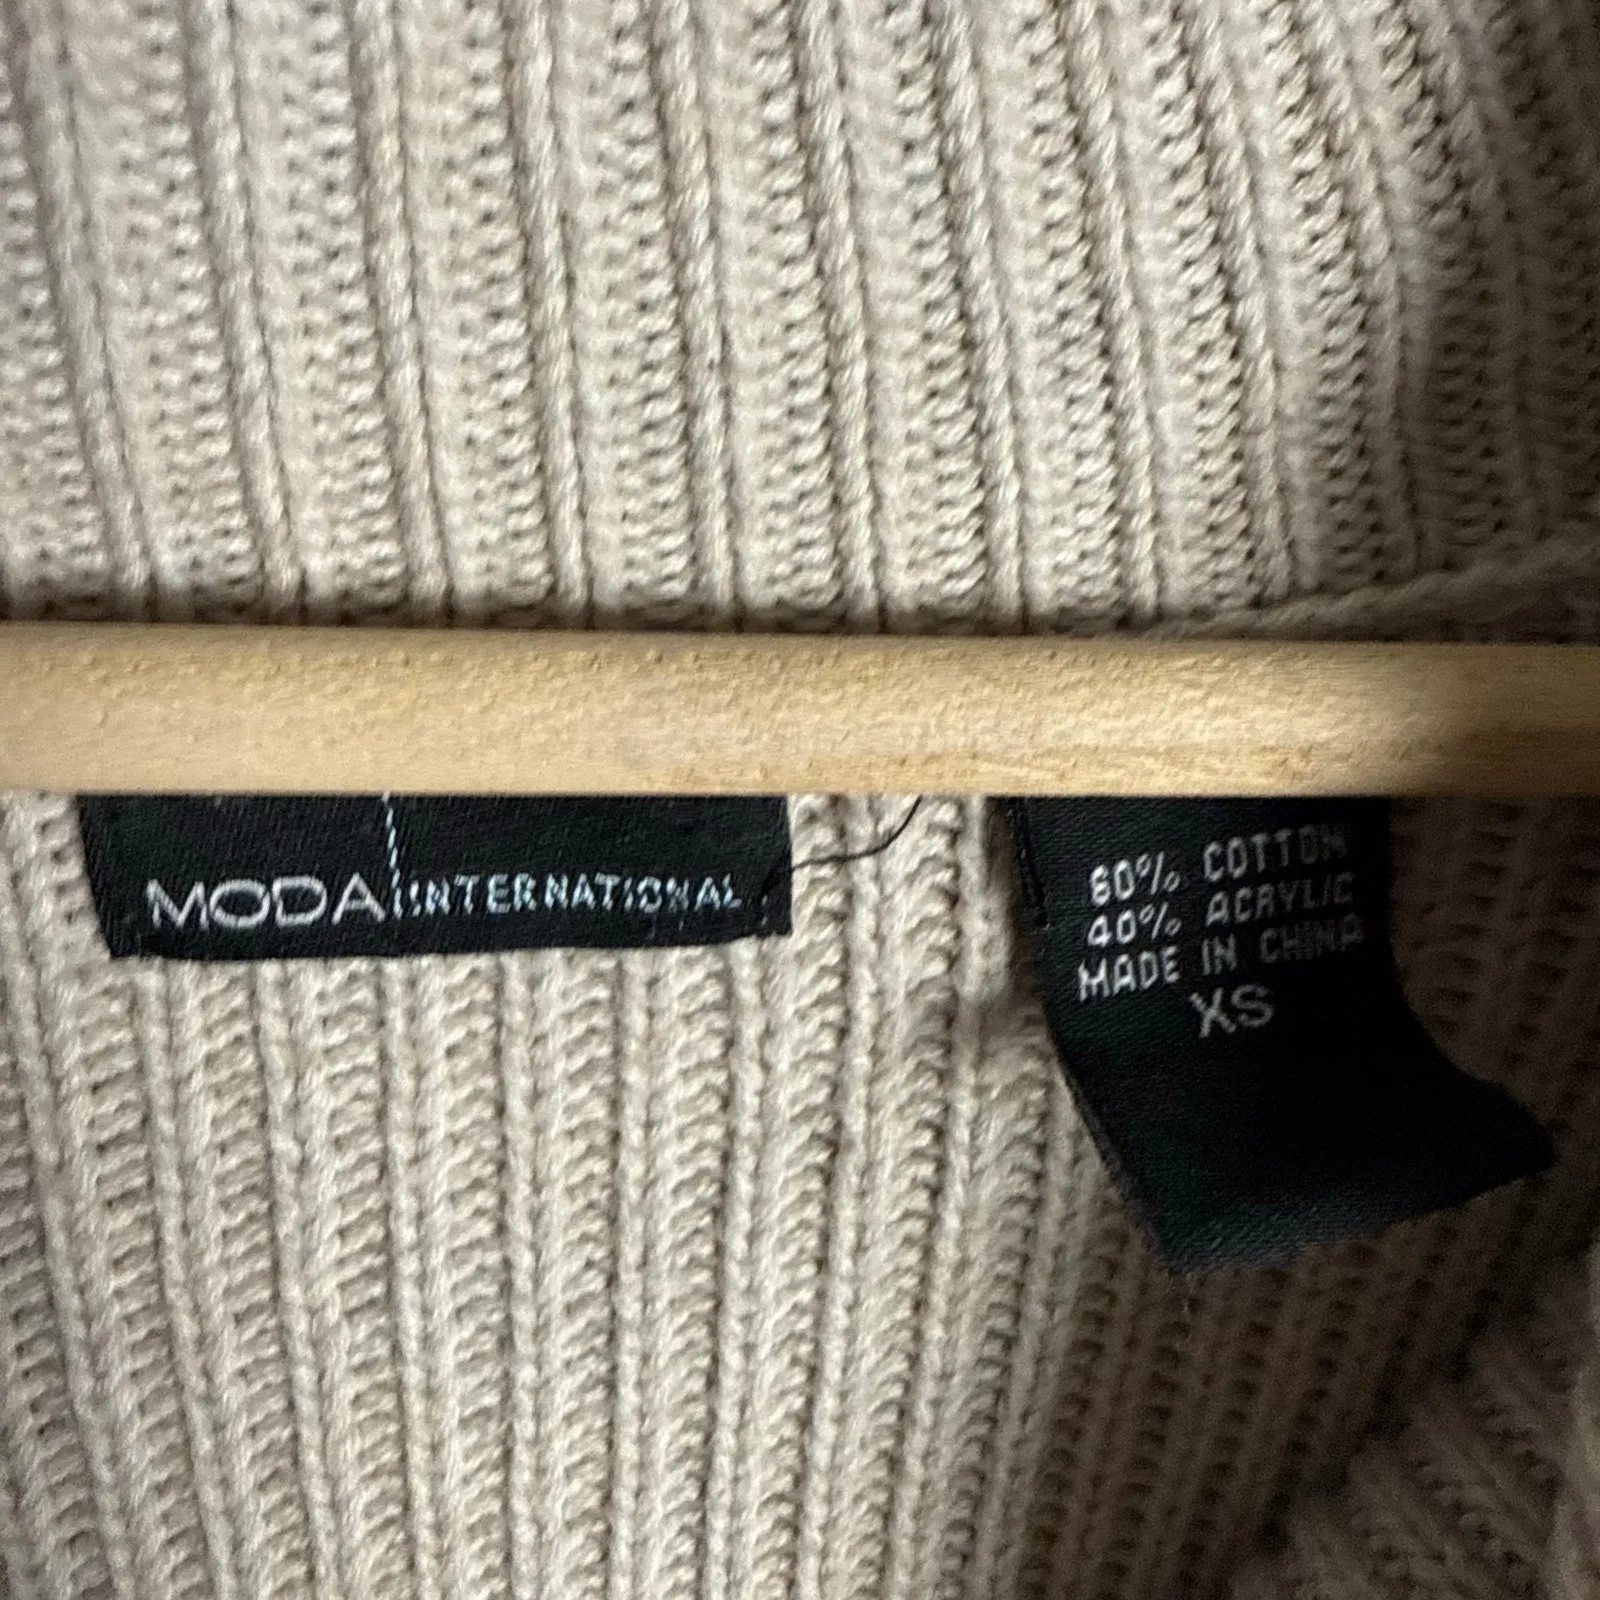 MODA INTERNATIONAL
60% COTTON
40% ACRYLIC
MADE IN CHINA
XS